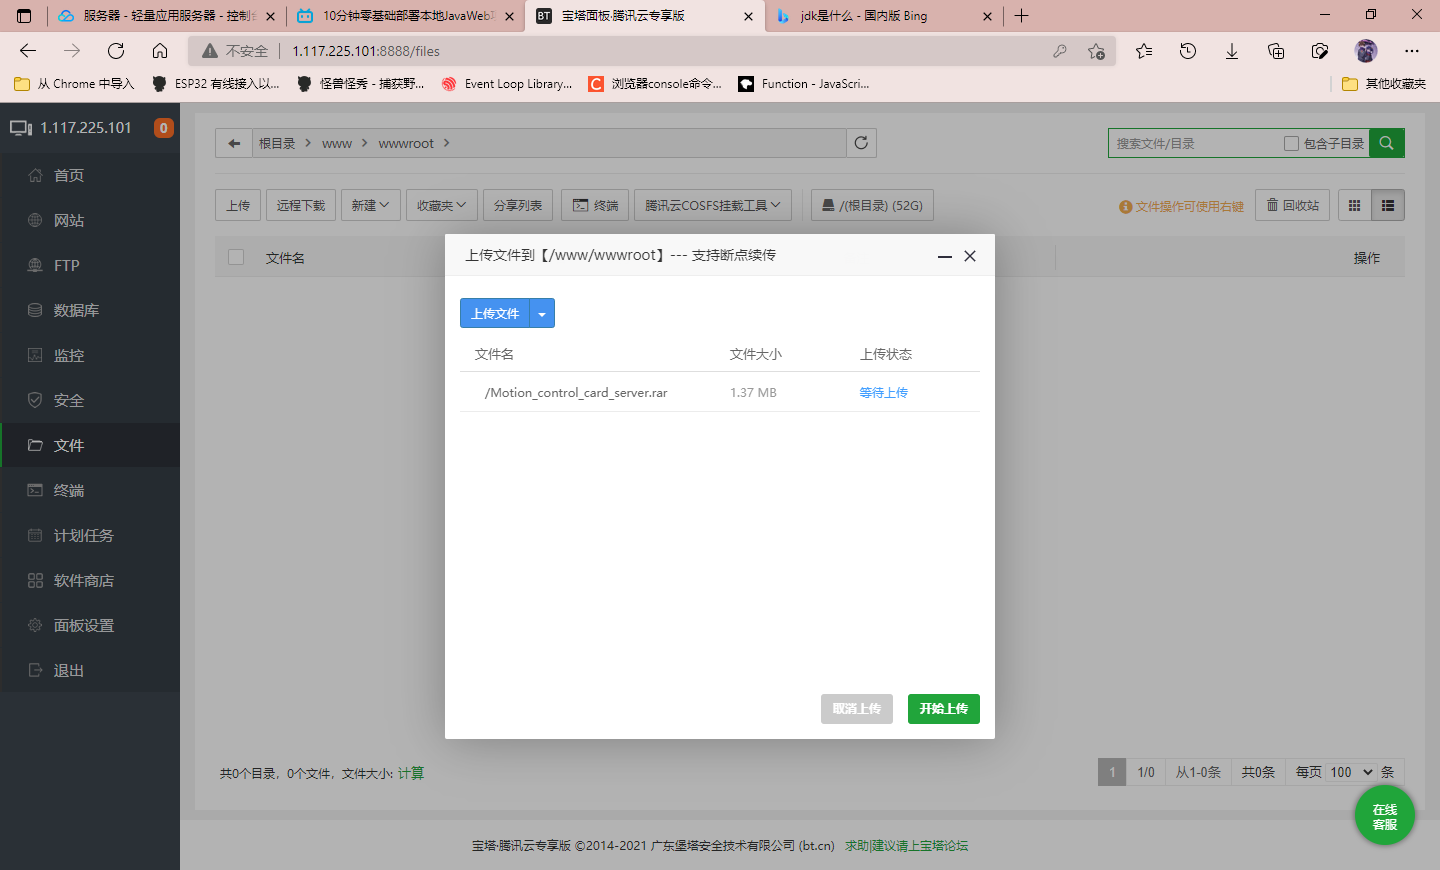 服务器 - 轻量应用服务器 - 控制台
10分钟零基础部署本地JavaWeb项
BT 宝塔面板·腾讯云专享版
jdk是什么 - 国内版 Bing
不安全 1.117.225.101:8888/files
从 Chrome 中导入
ESP32 有线接入以...
怪兽怪秀 - 捕获野...
Event Loop Library...
C 浏览器console命令...
Function - JavaScri...
其他收藏夹
1.117.225.101 0
首页
网站
FTP
数据库
监控
安全
文件
终端
计划任务
软件商店
面板设置
退出
根目录 www wwwroot
搜索文件/目录 包含子目录
上传 远程下载 新建 收藏夹 分享列表 终端 腾讯云COSFS挂载工具 /(根目录) (52G) 文件操作可使用右键 回收站
文件名 操作
上传文件到【/www/wwwroot】--- 支持断点续传
上传文件
文件名 文件大小 上传状态
/Motion_control_card_server.rar 1.37 MB 等待上传
取消上传 开始上传
共0个目录，0个文件，文件大小: 计算
1 1/0 从1-0条 共0条 每页 100 条
在线
客服
宝塔·腾讯云专享版 ©2014-2021 广东堡塔安全技术有限公司 (bt.cn) 求助|建议请上宝塔论坛